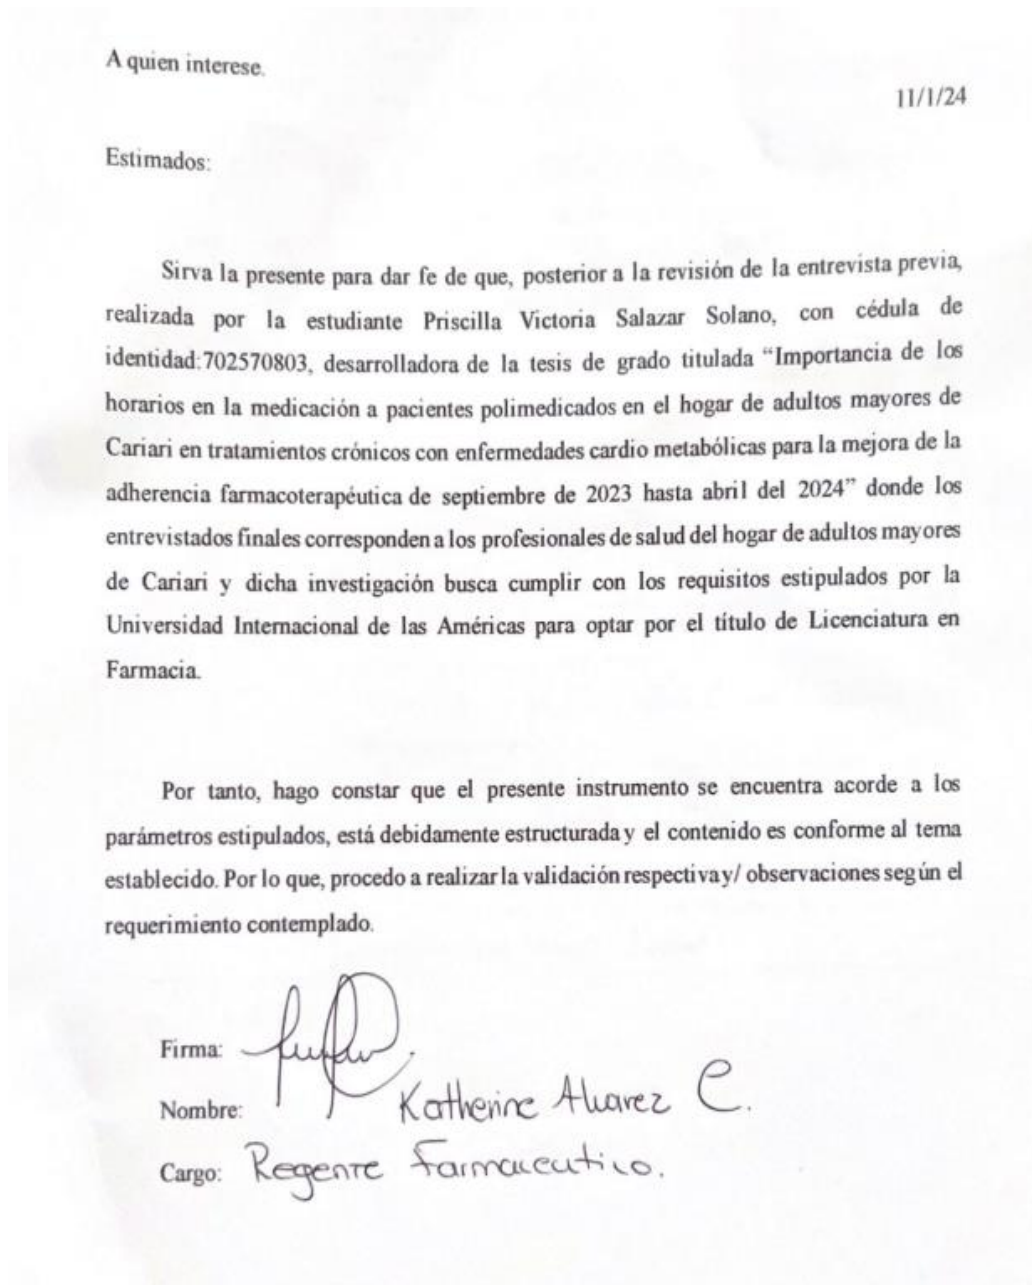 A quien interese.
11/1/24
Estimados:
Sirva la presente para dar fe de que, posterior a la revisión de la entrevista previa,
realizada por la estudiante Priscilla Victoria Salazar Solano, con cédula de
identidad:702570803, desarrolladora de la tesis de grado titulada “Importancia de los
horarios en la medicación a pacientes polimedicados en el hogar de adultos mayores de
Cariari en tratamientos crónicos con enfermedades cardio metabólicas para la mejora de la
adherencia farmacoterapéutica de septiembre de 2023 hasta abril del 2024” donde los
entrevistados finales corresponden a los profesionales de salud del hogar de adultos mayores
de Cariari y dicha investigación busca cumplir con los requisitos estipulados por la
Universidad Internacional de las Américas para optar por el título de Licenciatura en
Farmacia.
Por tanto, hago constar que el presente instrumento se encuentra acorde a los
parámetros estipulados, está debidamente estructurada y el contenido es conforme al tema
establecido. Por lo que, procedo a realizar la validación respectiva y/ observaciones según el
requerimiento contemplado.
Firma:
Nombre: Katherine Alvarez C.
Cargo: Regente Farmaceutico.